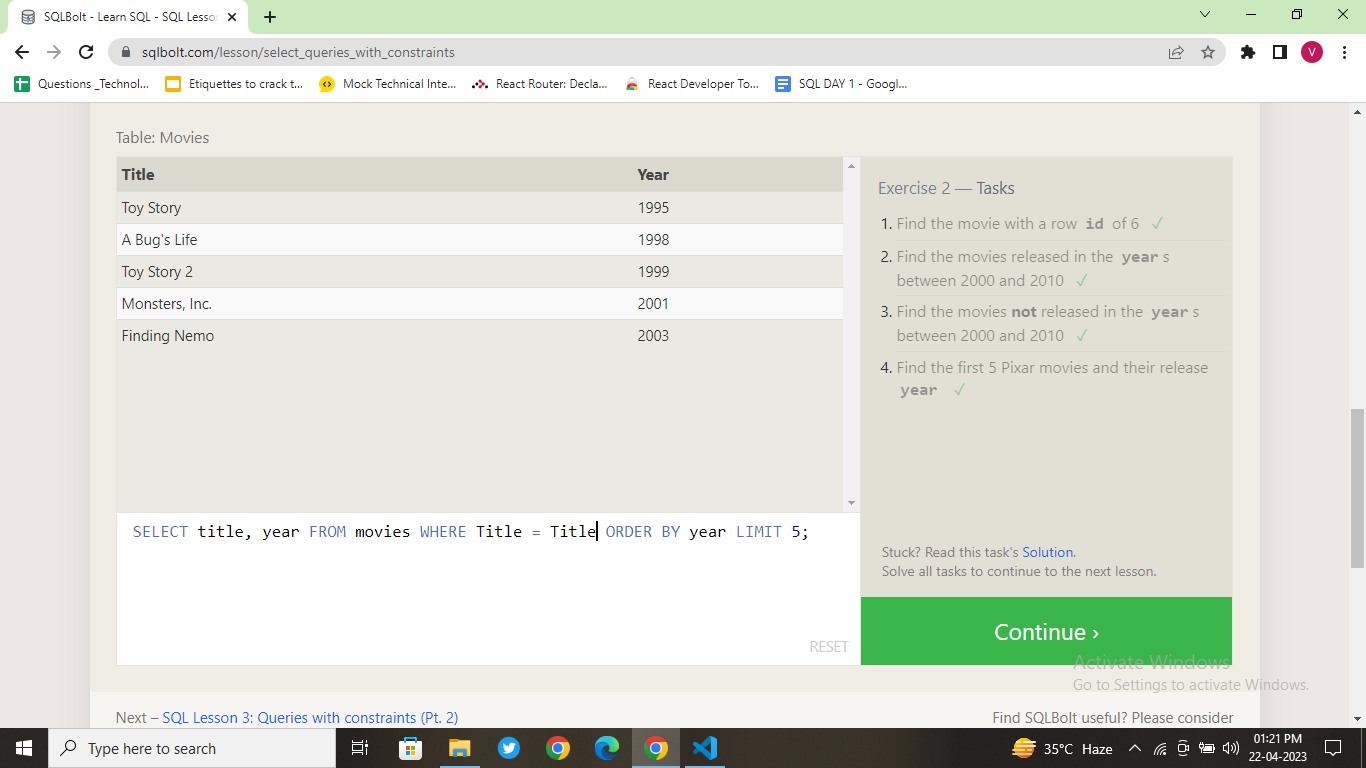 SQLBolt - Learn SQL - SQL Lesson
sqlbolt.com/lesson/select_queries_with_constraints
V
Questions _Technol...
Etiquettes to crack t...
Mock Technical Inte...
React Router: Decla...
React Developer To...
SQL DAY 1 - Googl...
Table: Movies
Title Year
Toy Story 1995
A Bug's Life 1998
Toy Story 2 1999
Monsters, Inc. 2001
Finding Nemo 2003
SELECT title, year FROM movies WHERE Title = Title ORDER BY year LIMIT 5;
RESET
Exercise 2 — Tasks
1. Find the movie with a row id of 6 ✓
2. Find the movies released in the year s
between 2000 and 2010 ✓
3. Find the movies not released in the year s
between 2000 and 2010 ✓
4. Find the first 5 Pixar movies and their release
year ✓
Stuck? Read this task's Solution.
Solve all tasks to continue to the next lesson.
Continue ›
Activate Windows
Go to Settings to activate Windows.
Next – SQL Lesson 3: Queries with constraints (Pt. 2)
Find SQLBolt useful? Please consider
Type here to search
35°C Haze
01:21 PM
22-04-2023